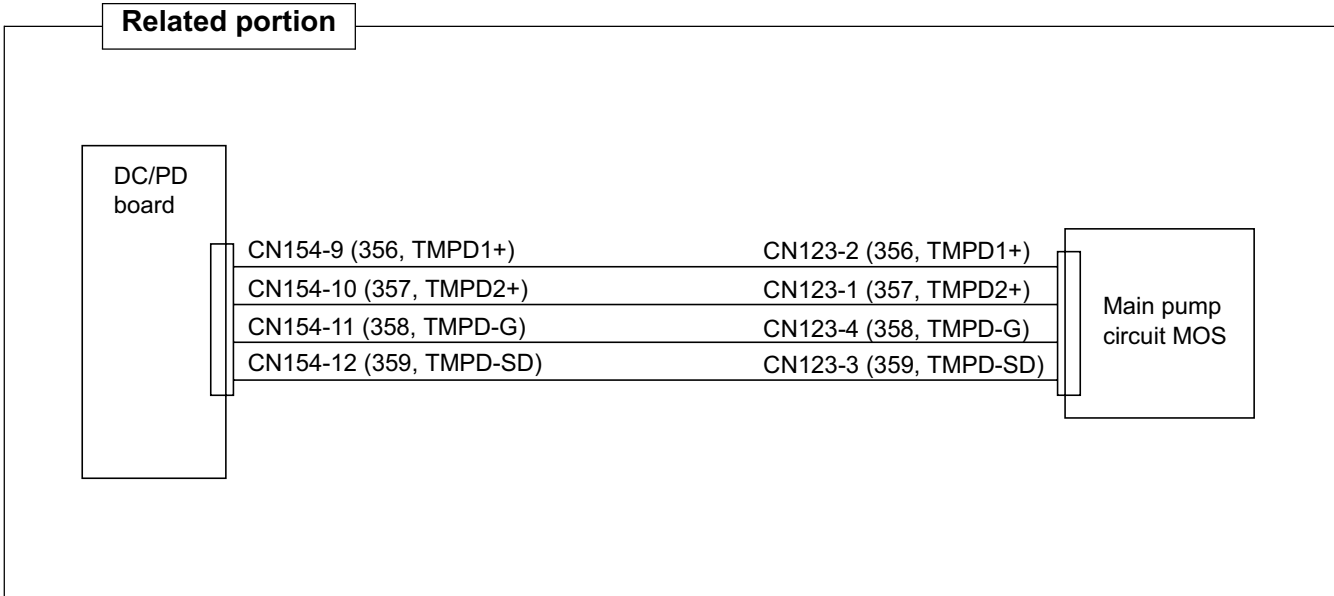 Related portion
DC/PD
board
CN154-9 (356, TMPD1+)
CN123-2 (356, TMPD1+)
CN154-10 (357, TMPD2+)
CN123-1 (357, TMPD2+)
CN154-11 (358, TMPD-G)
CN123-4 (358, TMPD-G)
CN154-12 (359, TMPD-SD)
CN123-3 (359, TMPD-SD)
Main pump
circuit MOS